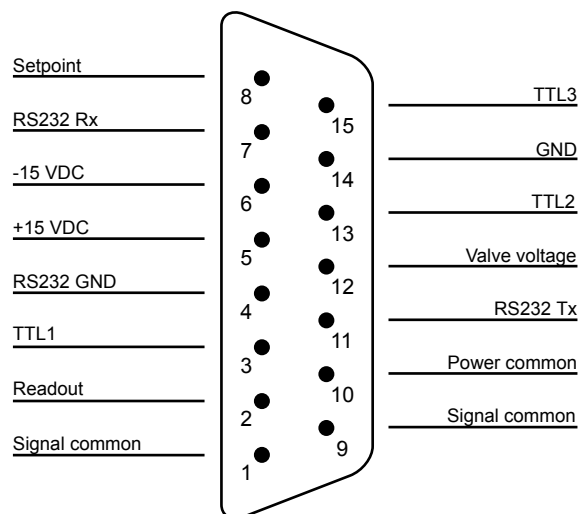 Setpoint
8
TTL3
15
RS232 Rx
7
GND
14
-15 VDC
6
TTL2
13
+15 VDC
5
Valve voltage
12
RS232 GND
4
RS232 Tx
11
TTL1
3
Power common
10
Readout
2
Signal common
9
Signal common
1